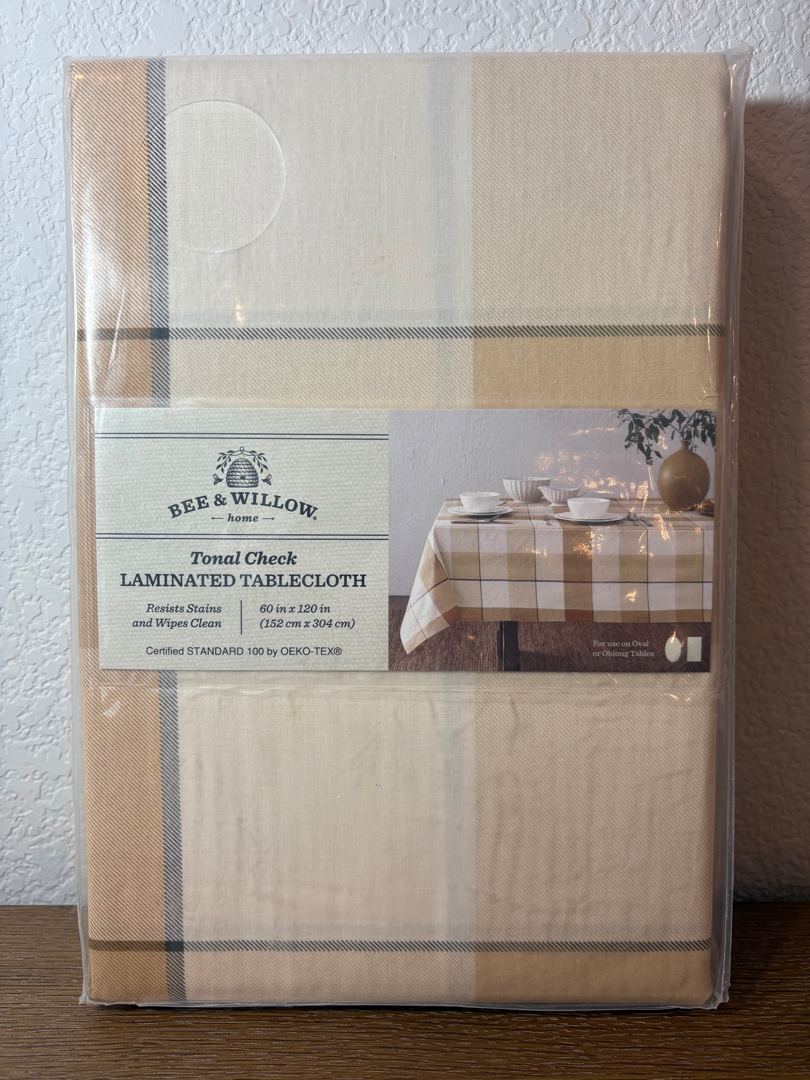 BEE & WILLOW®
home
Tonal Check
LAMINATED TABLECLOTH
Resists Stains
and Wipes Clean
60 in x 120 in
(152 cm x 304 cm)
Certified STANDARD 100 by OEKO-TEX®
For use on Oval
or Oblong Tables